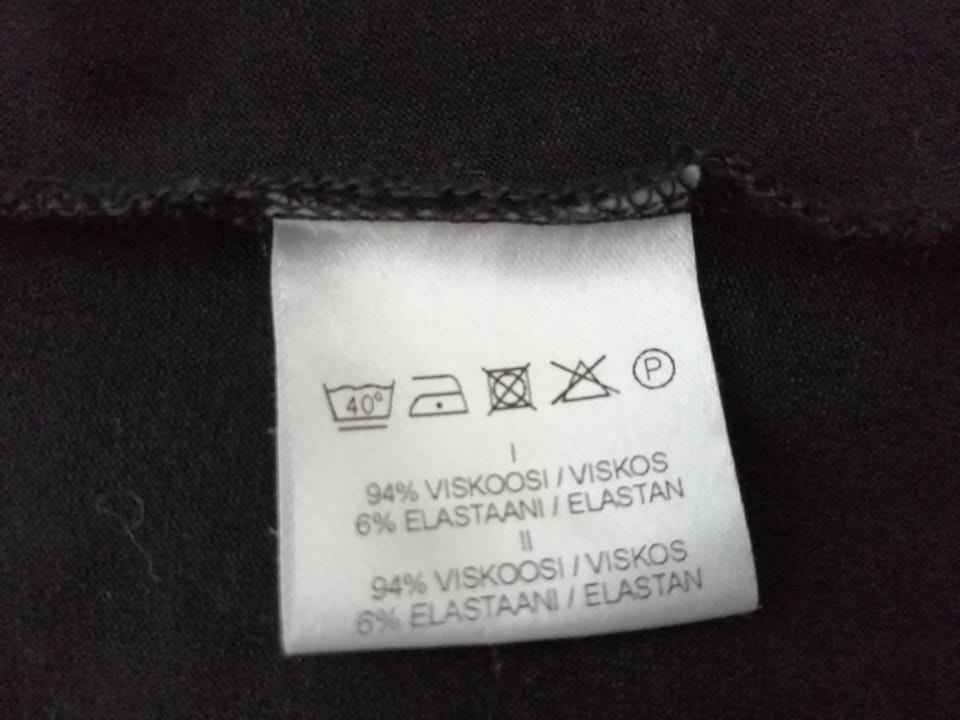 40° P
I
94% VISKOOSI / VISKOS
6% ELASTAANI / ELASTAN
II
94% VISKOOSI / VISKOS
6% ELASTAANI / ELASTAN